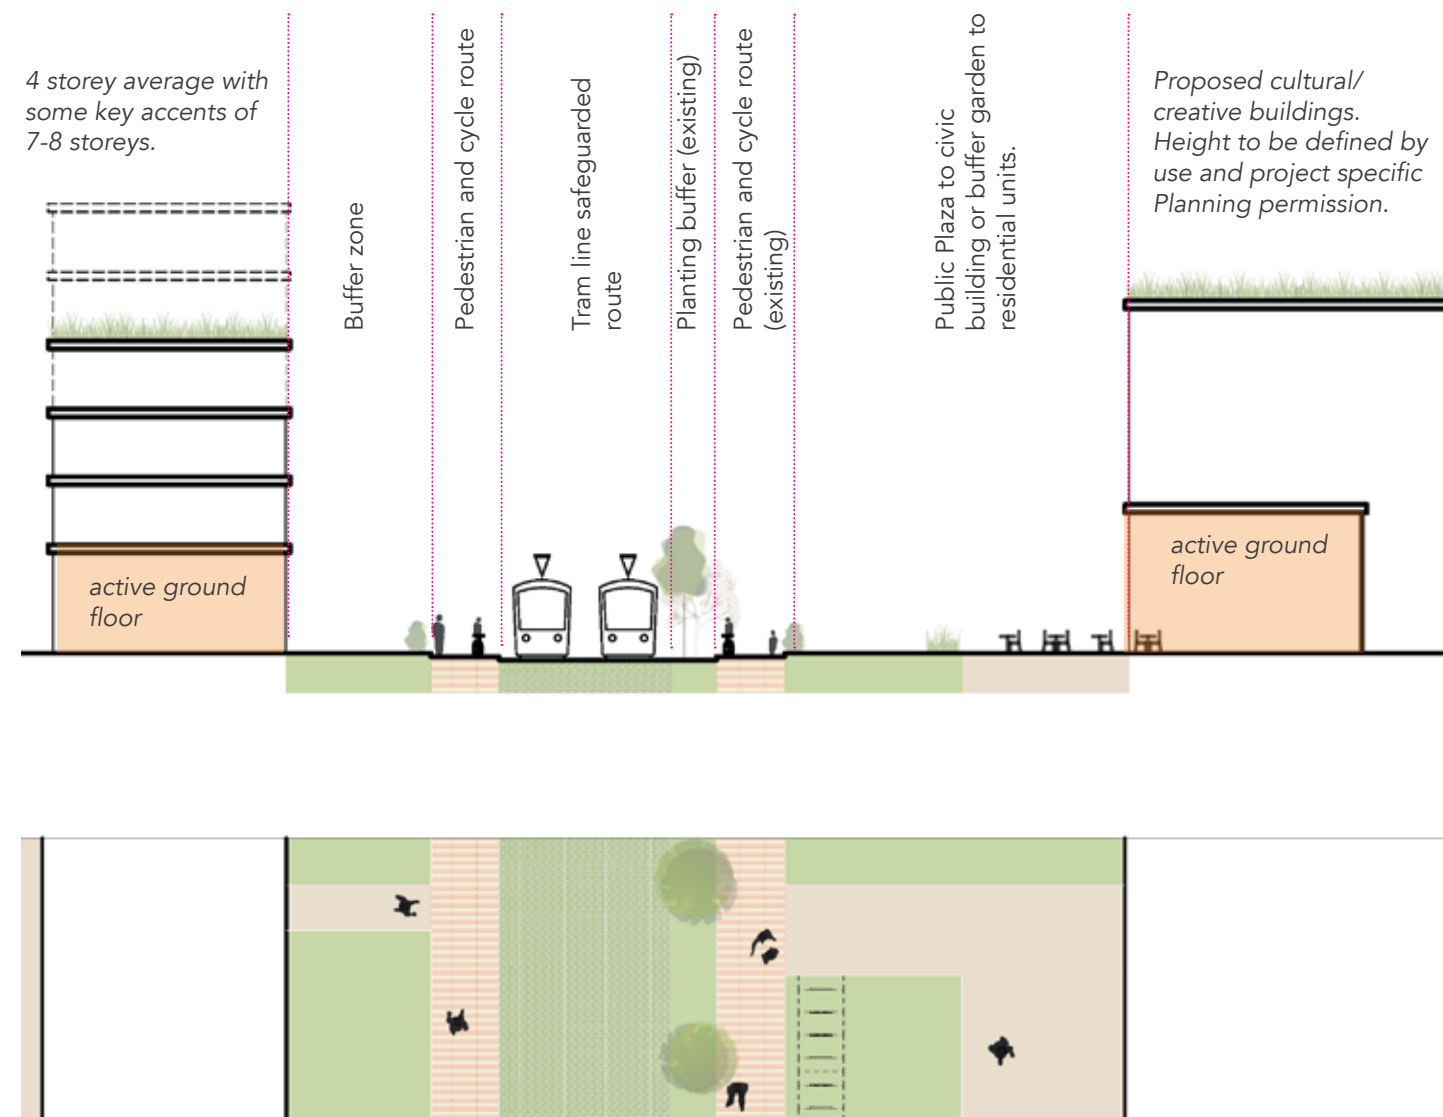 4 storey average with
some key accents of
7-8 storeys.
Buffer zone
Pedestrian and cycle route
Tram line safeguarded
route
Planting buffer (existing)
Pedestrian and cycle route
(existing)
Public Plaza to civic
building or buffer garden to
residential units.
Proposed cultural/
creative buildings.
Height to be defined by
use and project specific
Planning permission.
active ground
floor
active ground
floor